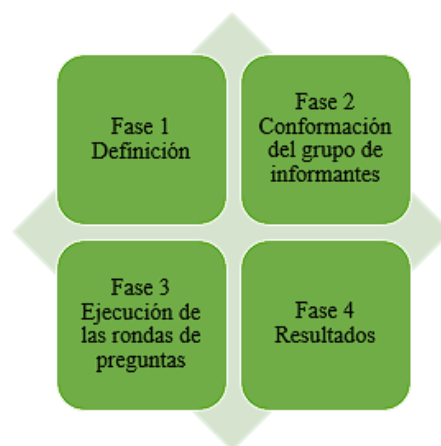 Fase 1
Definición
Fase 2
Conformación
del grupo de
informantes
Fase 3
Ejecución de
las rondas de
preguntas
Fase 4
Resultados